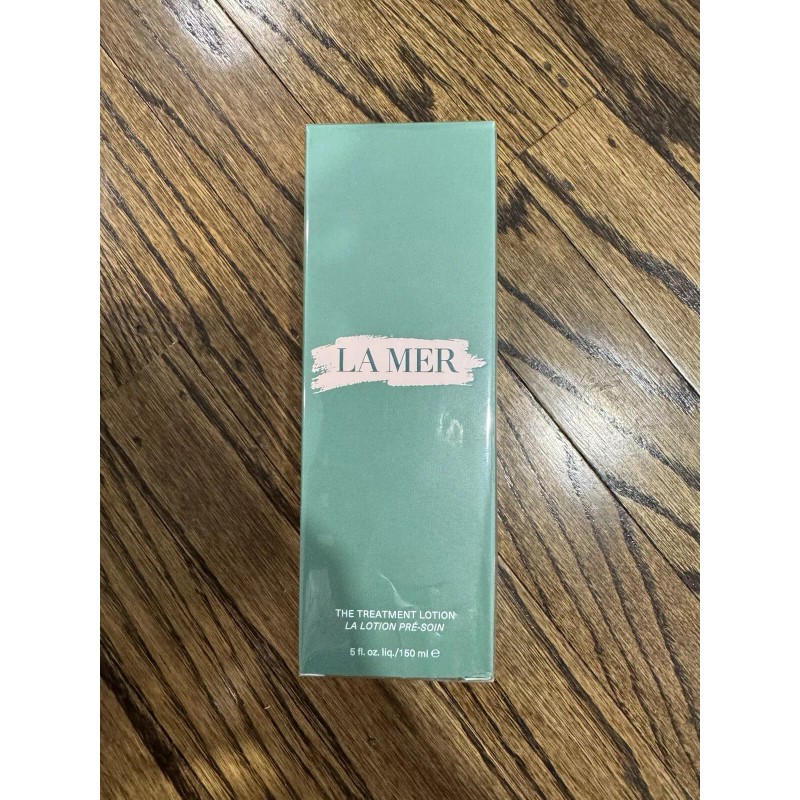 LA MER
THE TREATMENT LOTION
LA LOTION PRÉ-SOIN
5 fl. oz. liq./150 ml ℮